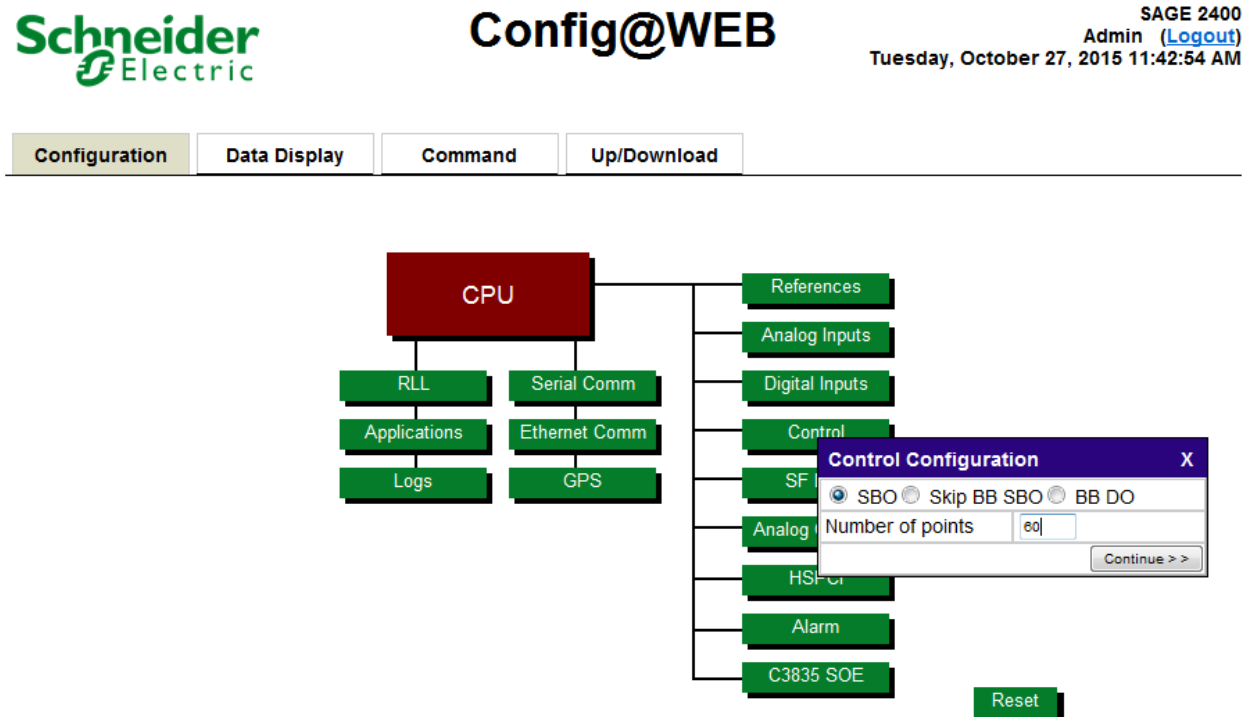 Schneider
Electric
Config@WEB
SAGE 2400
Admin (Logout)
Tuesday, October 27, 2015 11:42:54 AM
Configuration
Data Display
Command
Up/Download
CPU
RLL
Serial Comm
Applications
Ethernet Comm
Logs
GPS
References
Analog Inputs
Digital Inputs
Control
SF
Analog
Alarm
C3835 SOE
Control Configuration X
SBO Skip BB SBO BB DO
Number of points 60
Continue > >
Reset